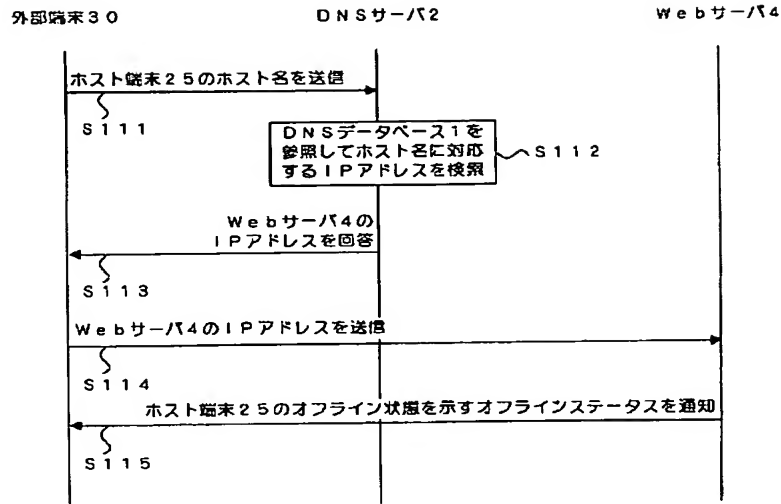 外部端末30
DNSサーバ2
Webサーバ4
ホスト端末25のホスト名を送信
S111
DNSデータベース1を
参照してホスト名に対応
するIPアドレスを検索
S112
Webサーバ4の
IPアドレスを回答
S113
Webサーバ4のIPアドレスを送信
S114
ホスト端末25のオフライン状態を示すオフラインステータスを通知
S115